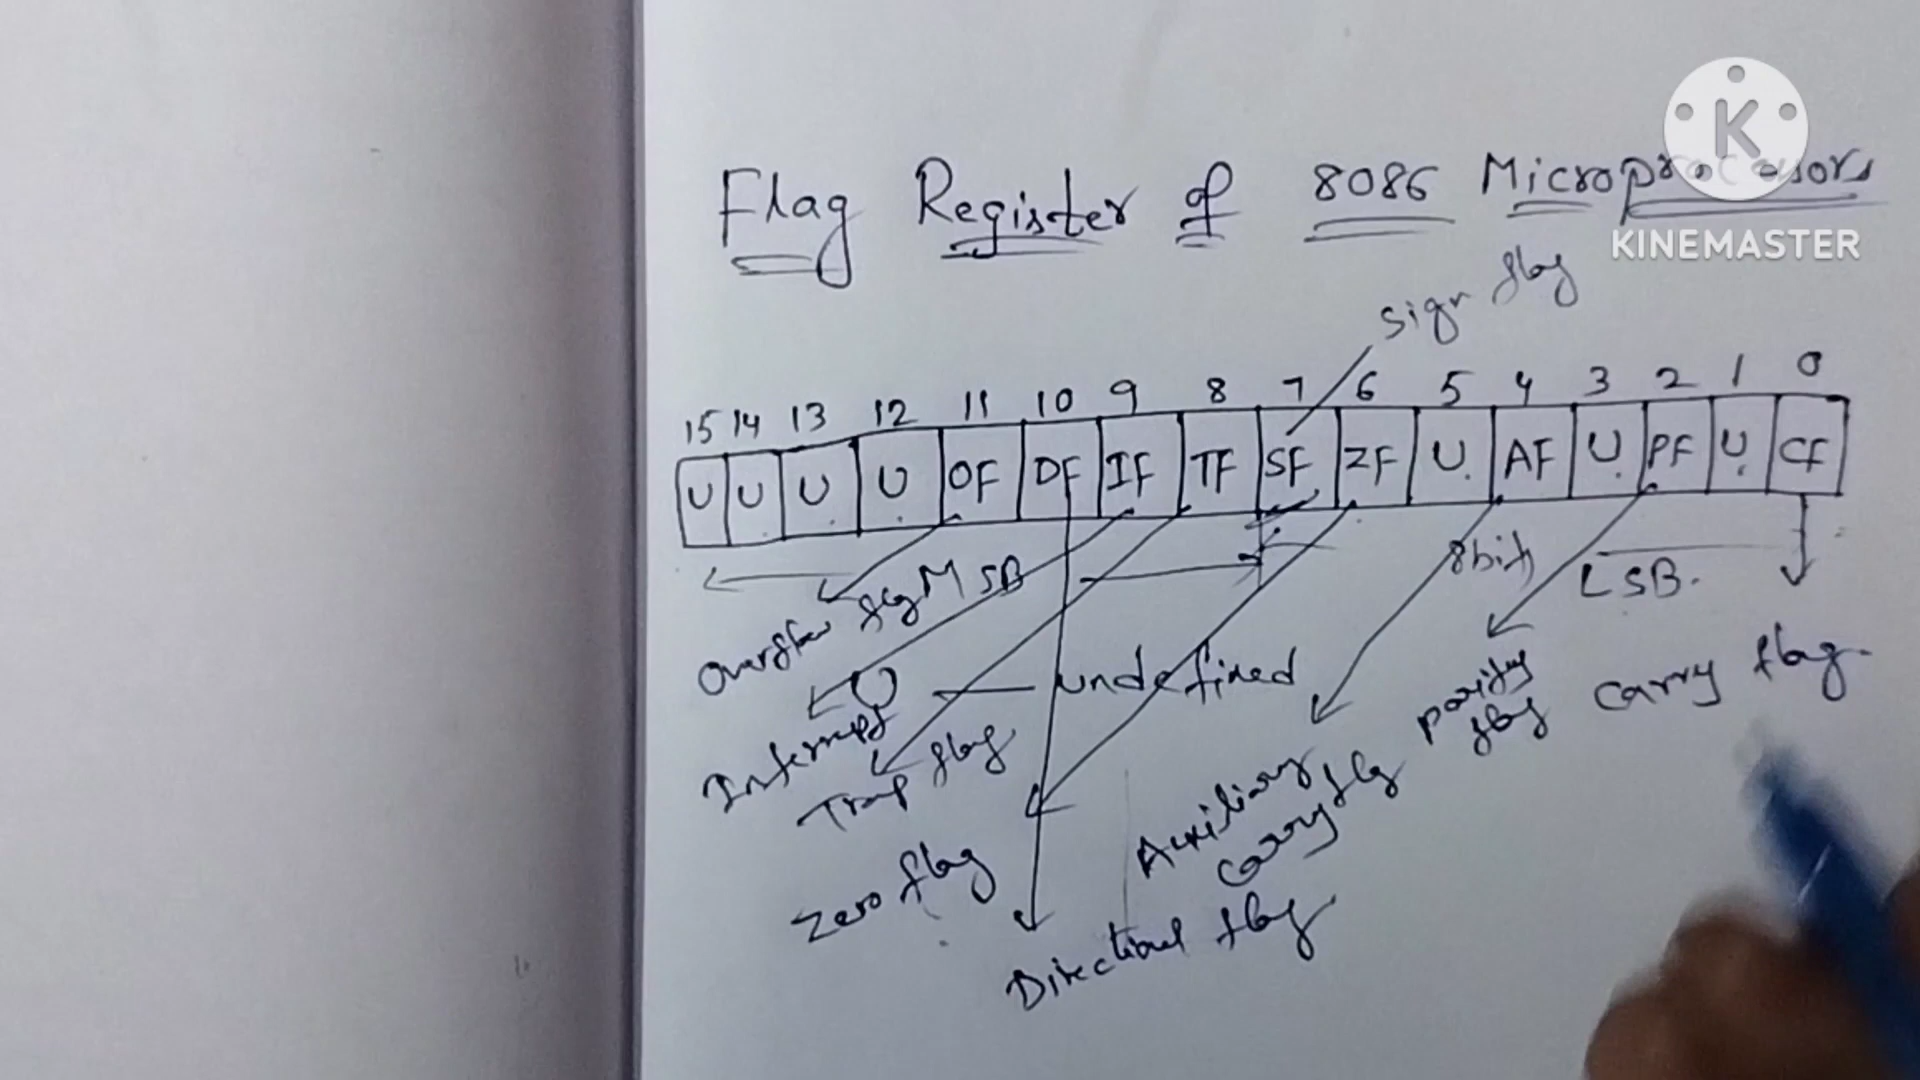 Flag Register of 8086 Microprocessors
KINEMASTER
sign flag
15 14 13 12 11 10 9 8 7 6 5 4 3 2 1 0
U U U U OF DF IF TF SF ZF U AF U PF U CF
MSB
8bit
LSB.
Overflow flg
U — undefined
Interrupt
Trap flag
Zero flag
Auxiliary
carry flg
parity
flag
carry flag.
Directional flag